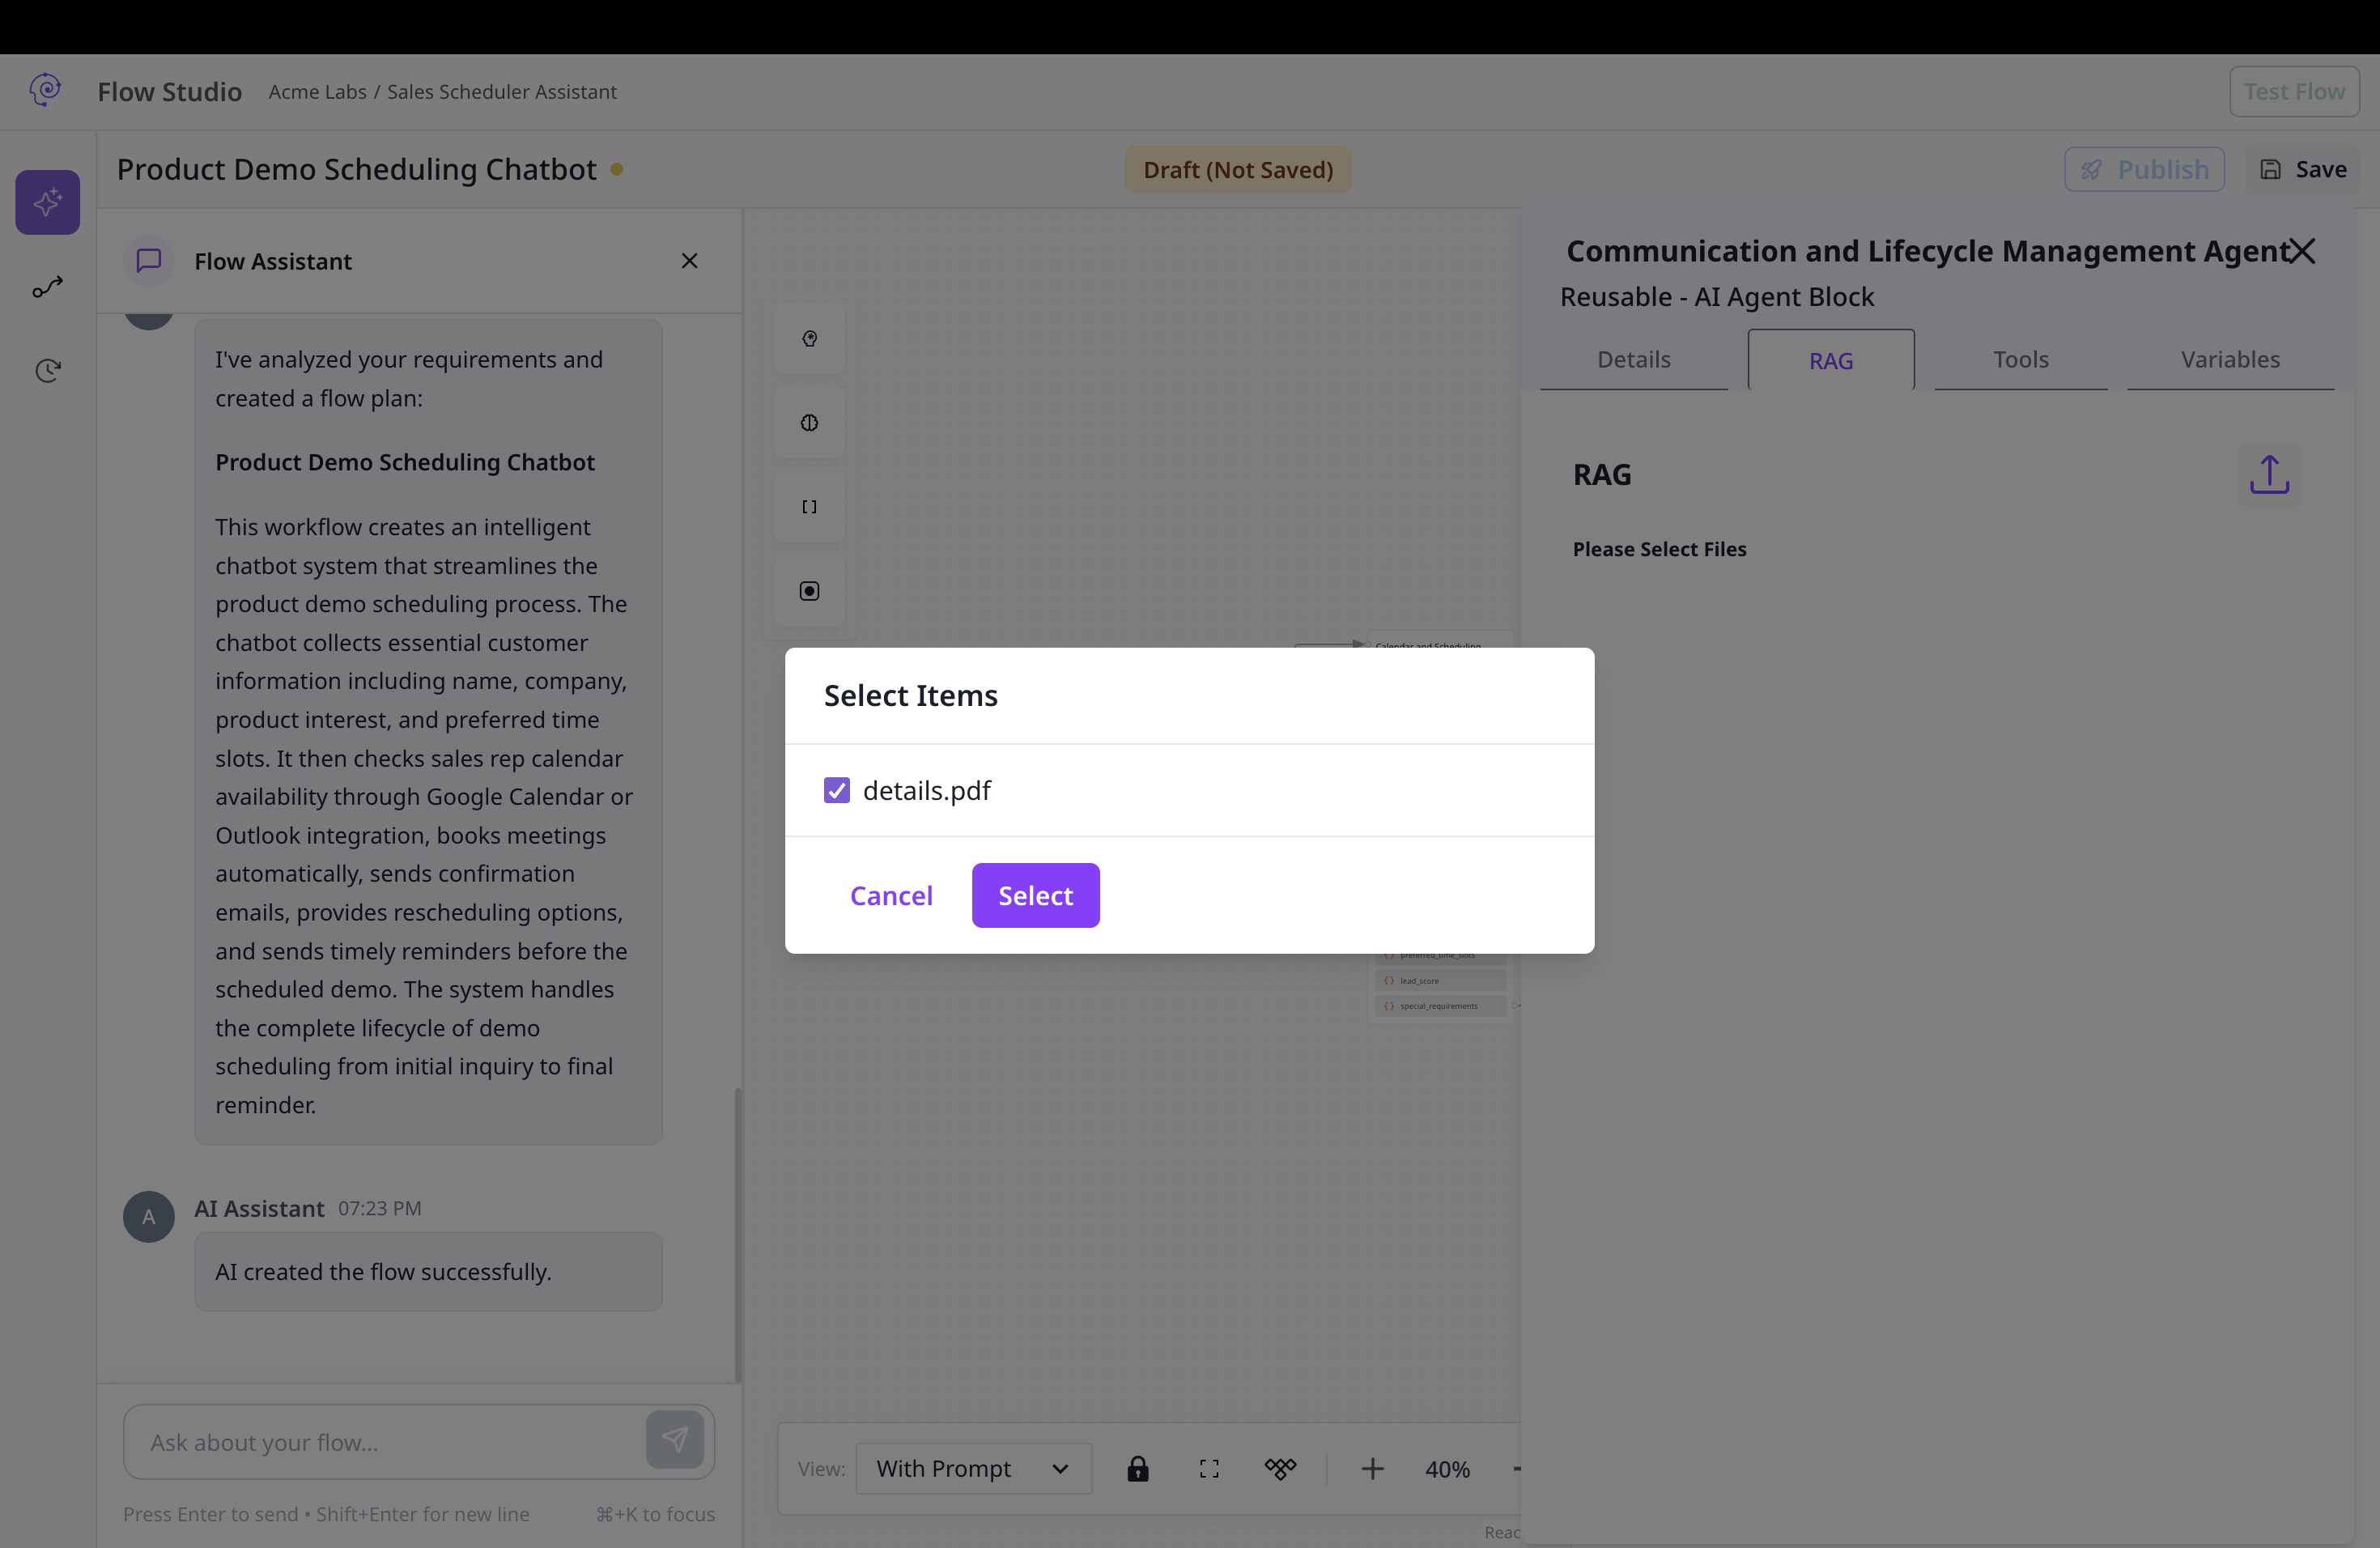 Flow Studio
Acme Labs / Sales Scheduler Assistant
Test Flow
Product Demo Scheduling Chatbot
Draft (Not Saved)
Publish
Save
Flow Assistant
I've analyzed your requirements and
created a flow plan:
Product Demo Scheduling Chatbot
This workflow creates an intelligent
chatbot system that streamlines the
product demo scheduling process. The
chatbot collects essential customer
information including name, company,
product interest, and preferred time
slots. It then checks sales rep calendar
availability through Google Calendar or
Outlook integration, books meetings
automatically, sends confirmation
emails, provides rescheduling options,
and sends timely reminders before the
scheduled demo. The system handles
the complete lifecycle of demo
scheduling from initial inquiry to final
reminder.
A
AI Assistant 07:23 PM
AI created the flow successfully.
Ask about your flow...
Press Enter to send • Shift+Enter for new line
⌘+K to focus
Calendar and Scheduling
Select Items
details.pdf
Cancel
Select
preferred_time_slots
lead_score
special_requirements
View:
With Prompt
40%
Communication and Lifecycle Management Agent
Reusable - AI Agent Block
Details
RAG
Tools
Variables
RAG
Please Select Files